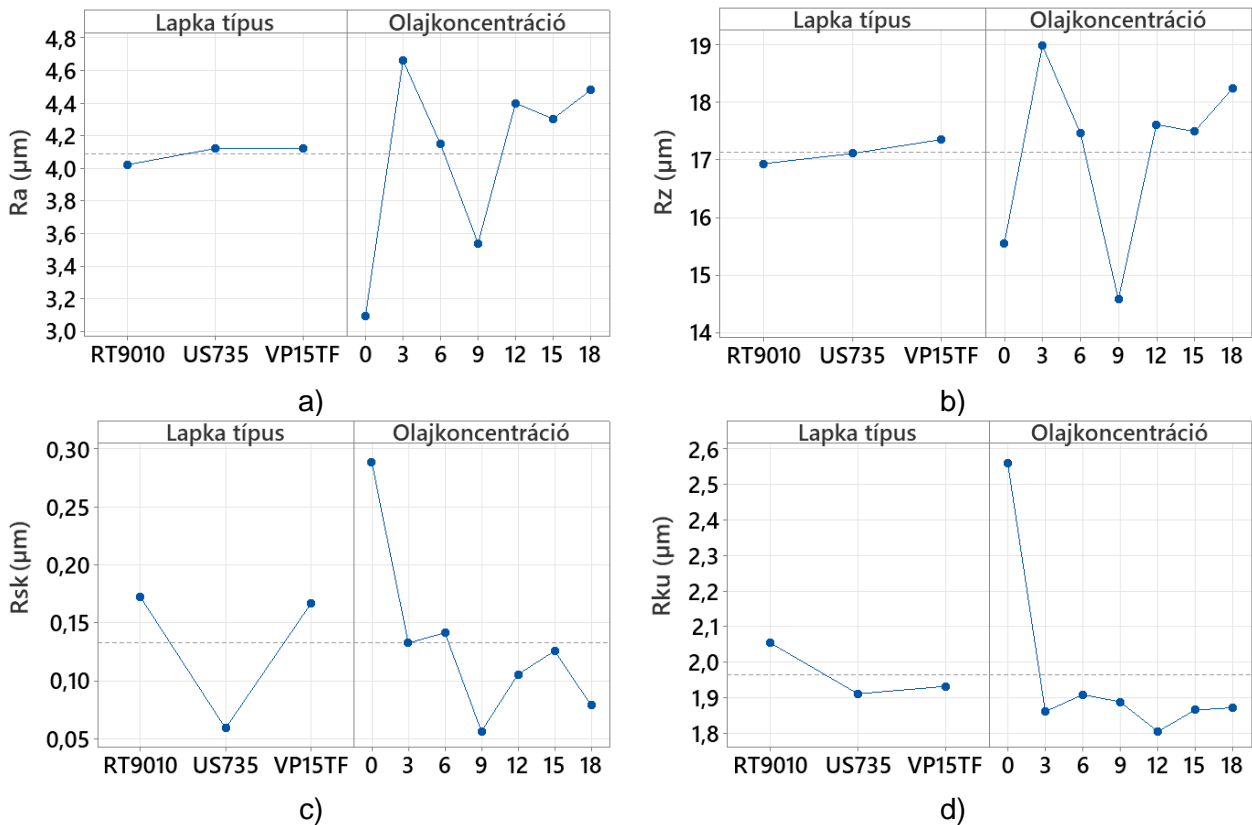 Lapka típus Olajkoncentráció
4,8
4,6
4,4
4,2
4,0
3,8
3,6
3,4
3,2
3,0
Ra (µm)
RT9010 US735 VP15TF 0 3 6 9 12 15 18
a)
Lapka típus Olajkoncentráció
19
18
17
16
15
14
Rz (µm)
RT9010 US735 VP15TF 0 3 6 9 12 15 18
b)
Lapka típus Olajkoncentráció
0,30
0,25
0,20
0,15
0,10
0,05
Rsk (µm)
RT9010 US735 VP15TF 0 3 6 9 12 15 18
c)
Lapka típus Olajkoncentráció
2,6
2,5
2,4
2,3
2,2
2,1
2,0
1,9
1,8
Rku (µm)
RT9010 US735 VP15TF 0 3 6 9 12 15 18
d)